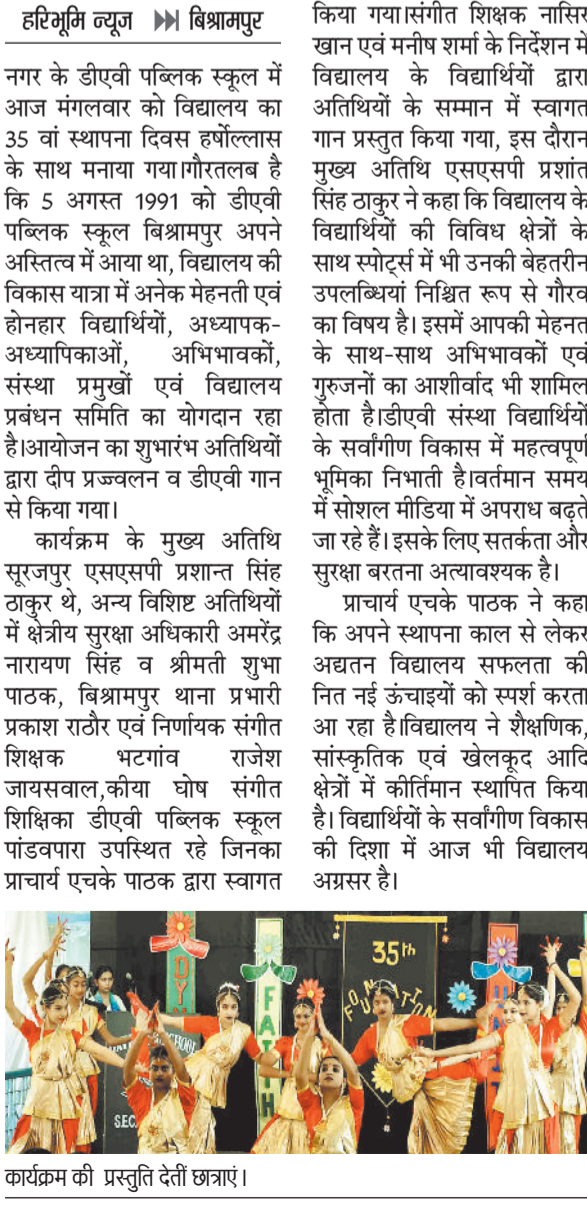 हरिभूमि न्यूज ▶▶| बिश्रामपुर
नगर के डीएवी पब्लिक स्कूल में
आज मंगलवार को विद्यालय का
35 वां स्थापना दिवस हर्षोल्लास
के साथ मनाया गया।गौरतलब है
कि 5 अगस्त 1991 को डीएवी
पब्लिक स्कूल बिश्रामपुर अपने
अस्तित्व में आया था, विद्यालय की
विकास यात्रा में अनेक मेहनती एवं
होनहार विद्यार्थियों, अध्यापक-
अध्यापिकाओं, अभिभावकों,
संस्था प्रमुखों एवं विद्यालय
प्रबंधन समिति का योगदान रहा
है।आयोजन का शुभारंभ अतिथियों
द्वारा दीप प्रज्ज्वलन व डीएवी गान
से किया गया।
कार्यक्रम के मुख्य अतिथि
सूरजपुर एसएसपी प्रशान्त सिंह
ठाकुर थे, अन्य विशिष्ट अतिथियों
में क्षेत्रीय सुरक्षा अधिकारी अमरेंद्र
नारायण सिंह व श्रीमती शुभा
पाठक, बिश्रामपुर थाना प्रभारी
प्रकाश राठौर एवं निर्णायक संगीत
शिक्षक भटगांव राजेश
जायसवाल,कीया घोष संगीत
शिक्षिका डीएवी पब्लिक स्कूल
पांडवपारा उपस्थित रहे जिनका
प्राचार्य एचके पाठक द्वारा स्वागत
किया गया।संगीत शिक्षक नासिर
खान एवं मनीष शर्मा के निर्देशन में
विद्यालय के विद्यार्थियों द्वारा
अतिथियों के सम्मान में स्वागत
गान प्रस्तुत किया गया, इस दौरान
मुख्य अतिथि एसएसपी प्रशांत
सिंह ठाकुर ने कहा कि विद्यालय के
विद्यार्थियों की विविध क्षेत्रों के
साथ स्पोर्ट्स में भी उनकी बेहतरीन
उपलब्धियां निश्चित रूप से गौरव
का विषय है। इसमें आपकी मेहनत
के साथ-साथ अभिभावकों एवं
गुरुजनों का आशीर्वाद भी शामिल
होता है।डीएवी संस्था विद्यार्थियों
के सर्वांगीण विकास में महत्वपूर्ण
भूमिका निभाती है।वर्तमान समय
में सोशल मीडिया में अपराध बढ़ते
जा रहे हैं। इसके लिए सतर्कता और
सुरक्षा बरतना अत्यावश्यक है।
प्राचार्य एचके पाठक ने कहा
कि अपने स्थापना काल से लेकर
अद्यतन विद्यालय सफलता की
नित नई ऊंचाइयों को स्पर्श करता
आ रहा है।विद्यालय ने शैक्षणिक,
सांस्कृतिक एवं खेलकूद आदि
क्षेत्रों में कीर्तिमान स्थापित किया
है। विद्यार्थियों के सर्वांगीण विकास
की दिशा में आज भी विद्यालय
अग्रसर है।
35th
FOUNDATION
FAITH
SEC
कार्यक्रम की प्रस्तुति देतीं छात्राएं।